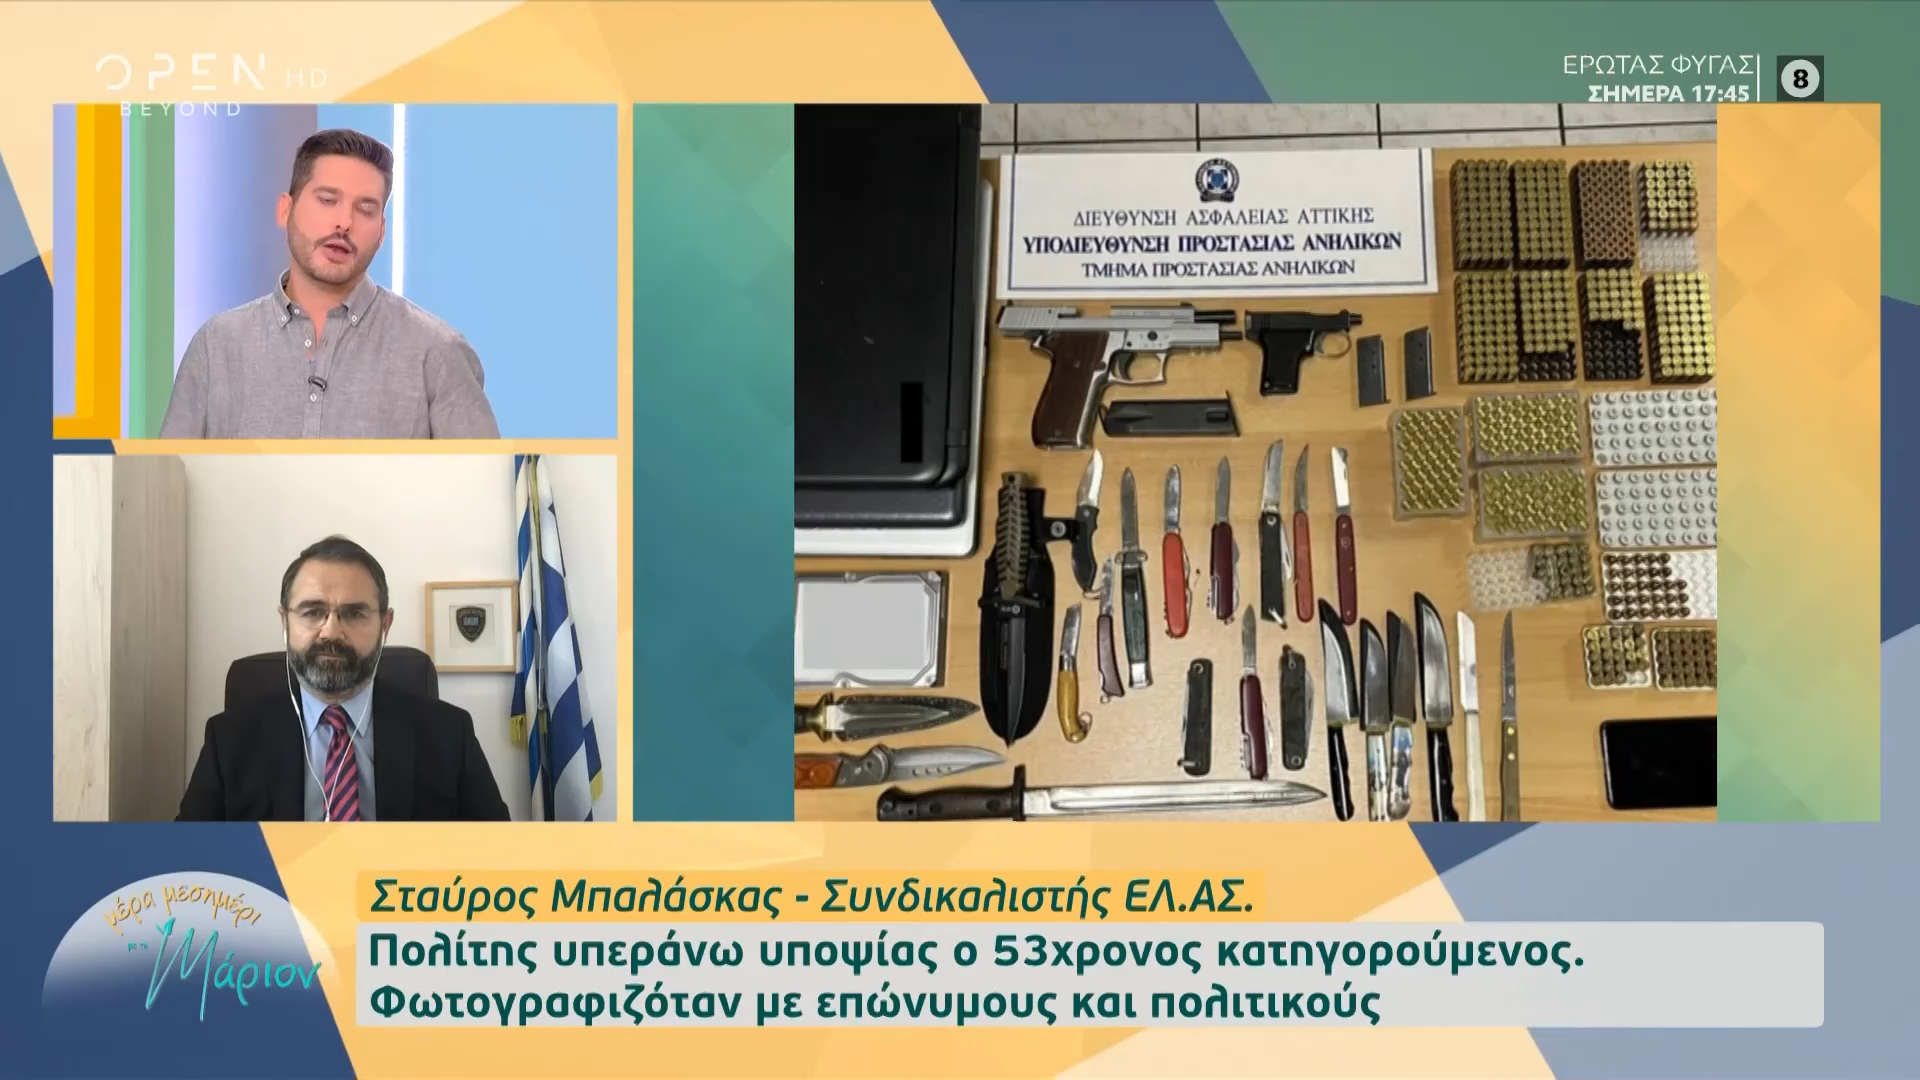 OPEN HD
BEYOND
ΕΡΩΤΑΣ ΦΥΓΑΣ
ΣΗΜΕΡΑ 17:45
8
ΔΙΕΥΘΥΝΣΗ ΑΣΦΑΛΕΙΑΣ ΑΤΤΙΚΗΣ
ΥΠΟΔΙΕΥΘΥΝΣΗ ΠΡΟΣΤΑΣΙΑΣ ΑΝΗΛΙΚΩΝ
ΤΜΗΜΑ ΠΡΟΣΤΑΣΙΑΣ ΑΝΗΛΙΚΩΝ
μέρα μεσημέρι
με τη
Μάριον
Σταύρος Μπαλάσκας - Συνδικαλιστής ΕΛ.ΑΣ.
Πολίτης υπεράνω υποψίας ο 53χρονος κατηγορούμενος.
Φωτογραφιζόταν με επώνυμους και πολιτικούς